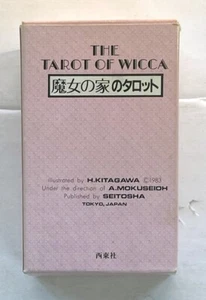 THE
TAROT OF WICCA
魔女の家のタロット
Illustrated by H.KITAGAWA ©1983
Under the direction of A.MOKUSEIOH
Published by SEITOSHA
TOKYO, JAPAN
西東社